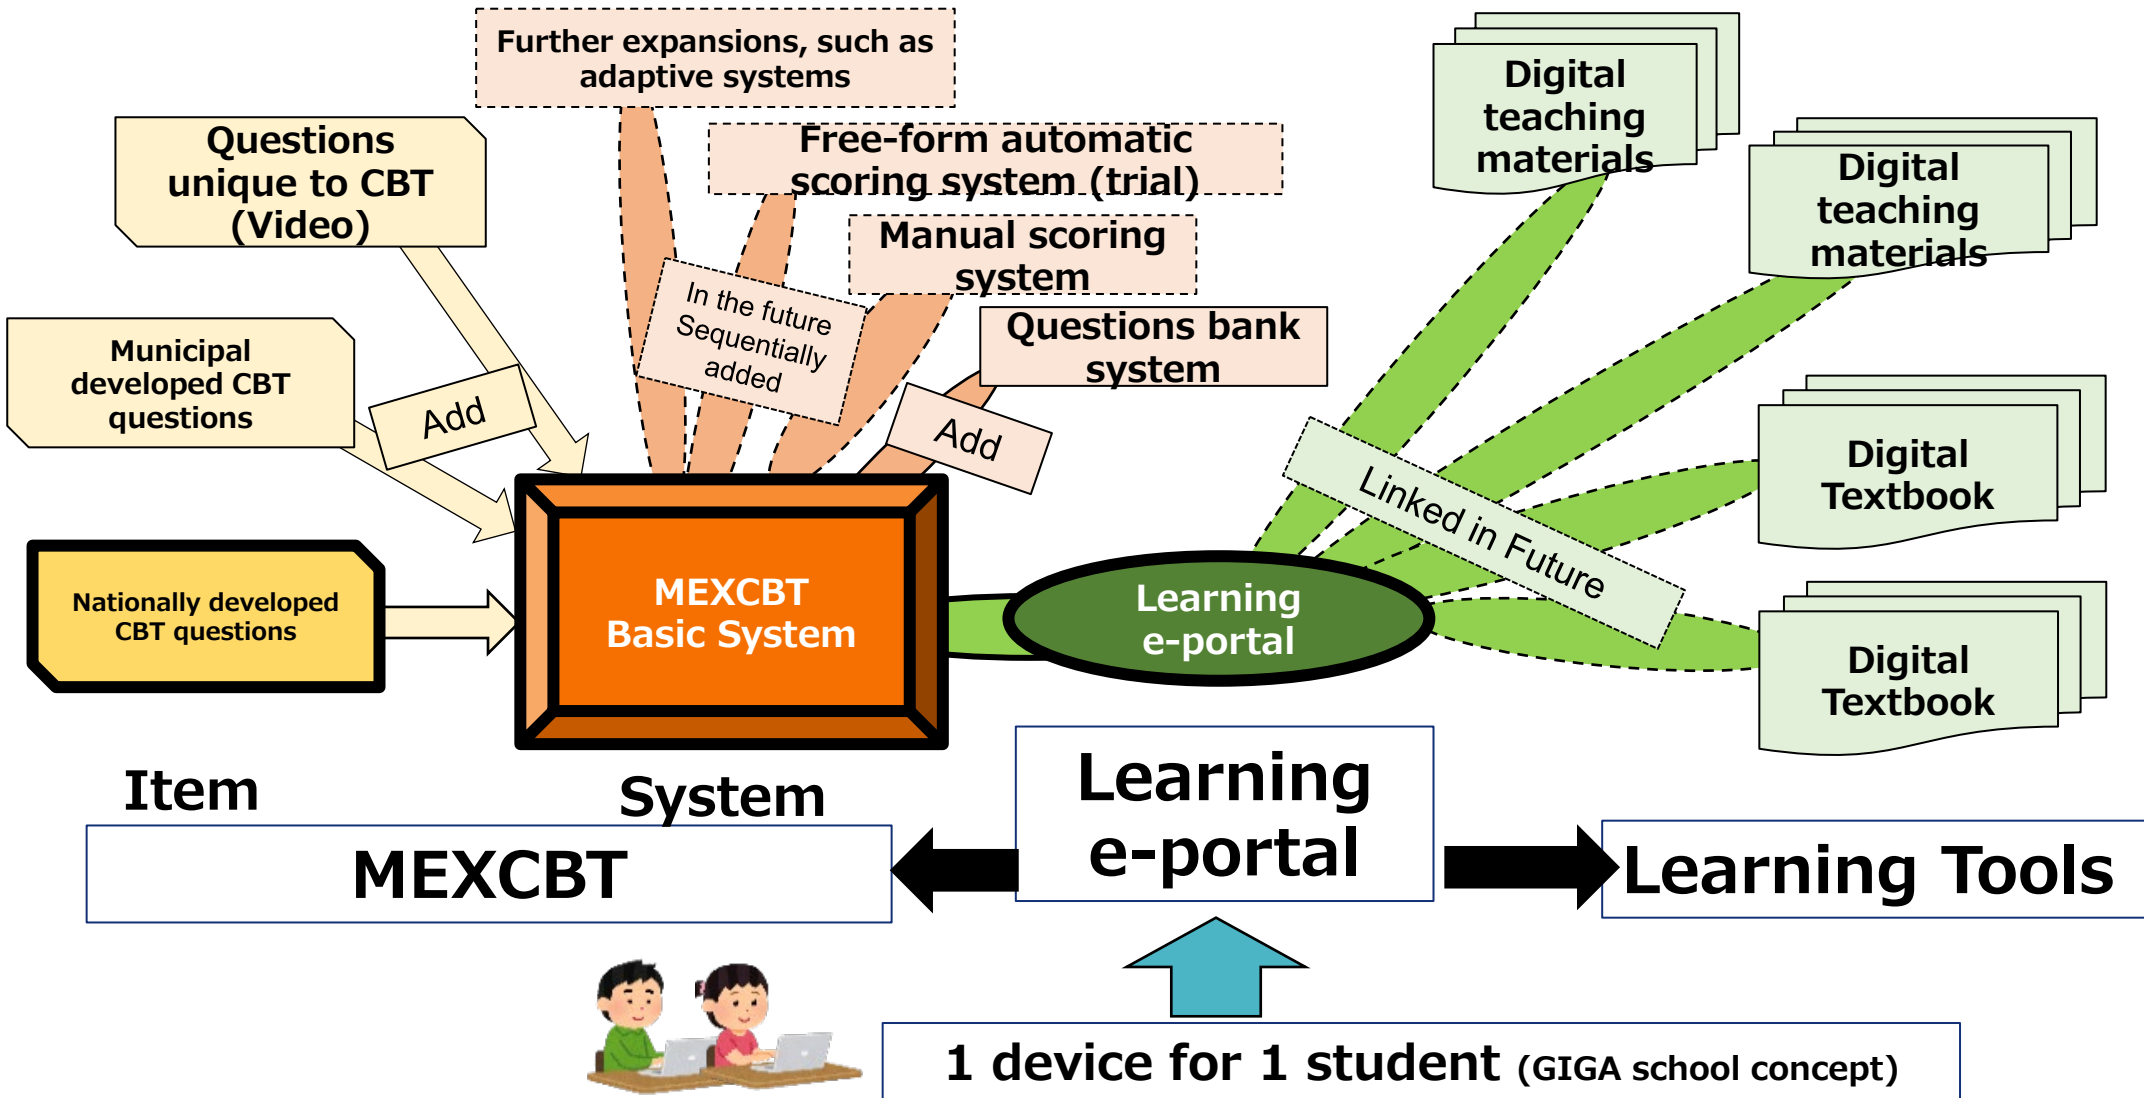 Further expansions, such as
adaptive systems
Questions
unique to CBT
(Video)
Free-form automatic
scoring system (trial)
Manual scoring
system
Questions bank
system
In the future
Sequentially
added
Add
Municipal
developed CBT
questions
Add
Nationally developed
CBT questions
MEXCBT
Basic System
Learning
e-portal
Digital
teaching
materials
Digital
teaching
materials
Linked in Future
Digital
Textbook
Digital
Textbook
Item
System
MEXCBT
Learning
e-portal
Learning Tools
1 device for 1 student (GIGA school concept)